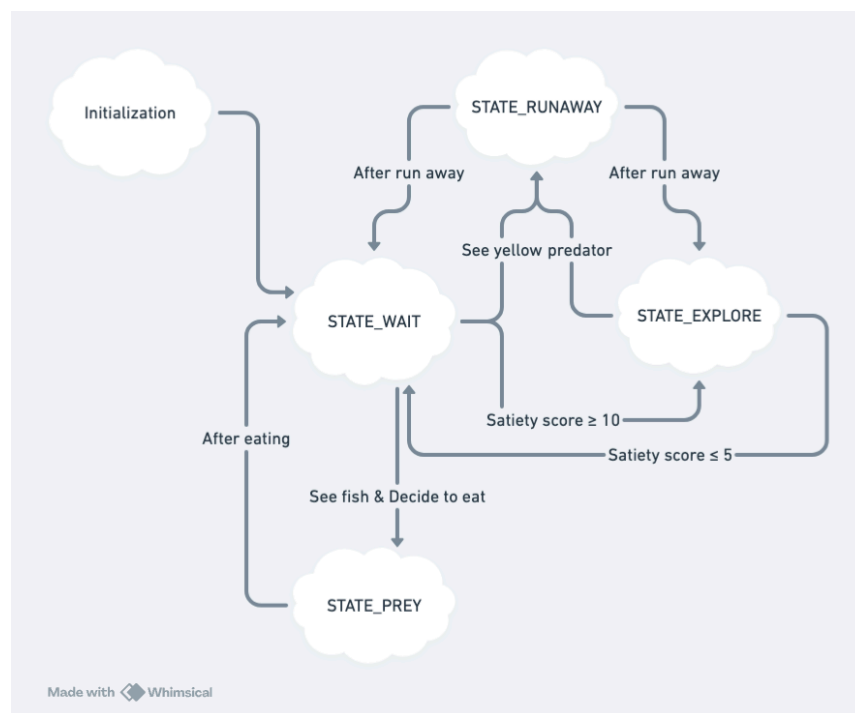 Initialization
STATE_RUNAWAY
After run away
After run away
See yellow predator
STATE_WAIT
STATE_EXPLORE
Satiety score ≥ 10
After eating
Satiety score ≤ 5
See fish & Decide to eat
STATE_PREY
Made with Whimsical